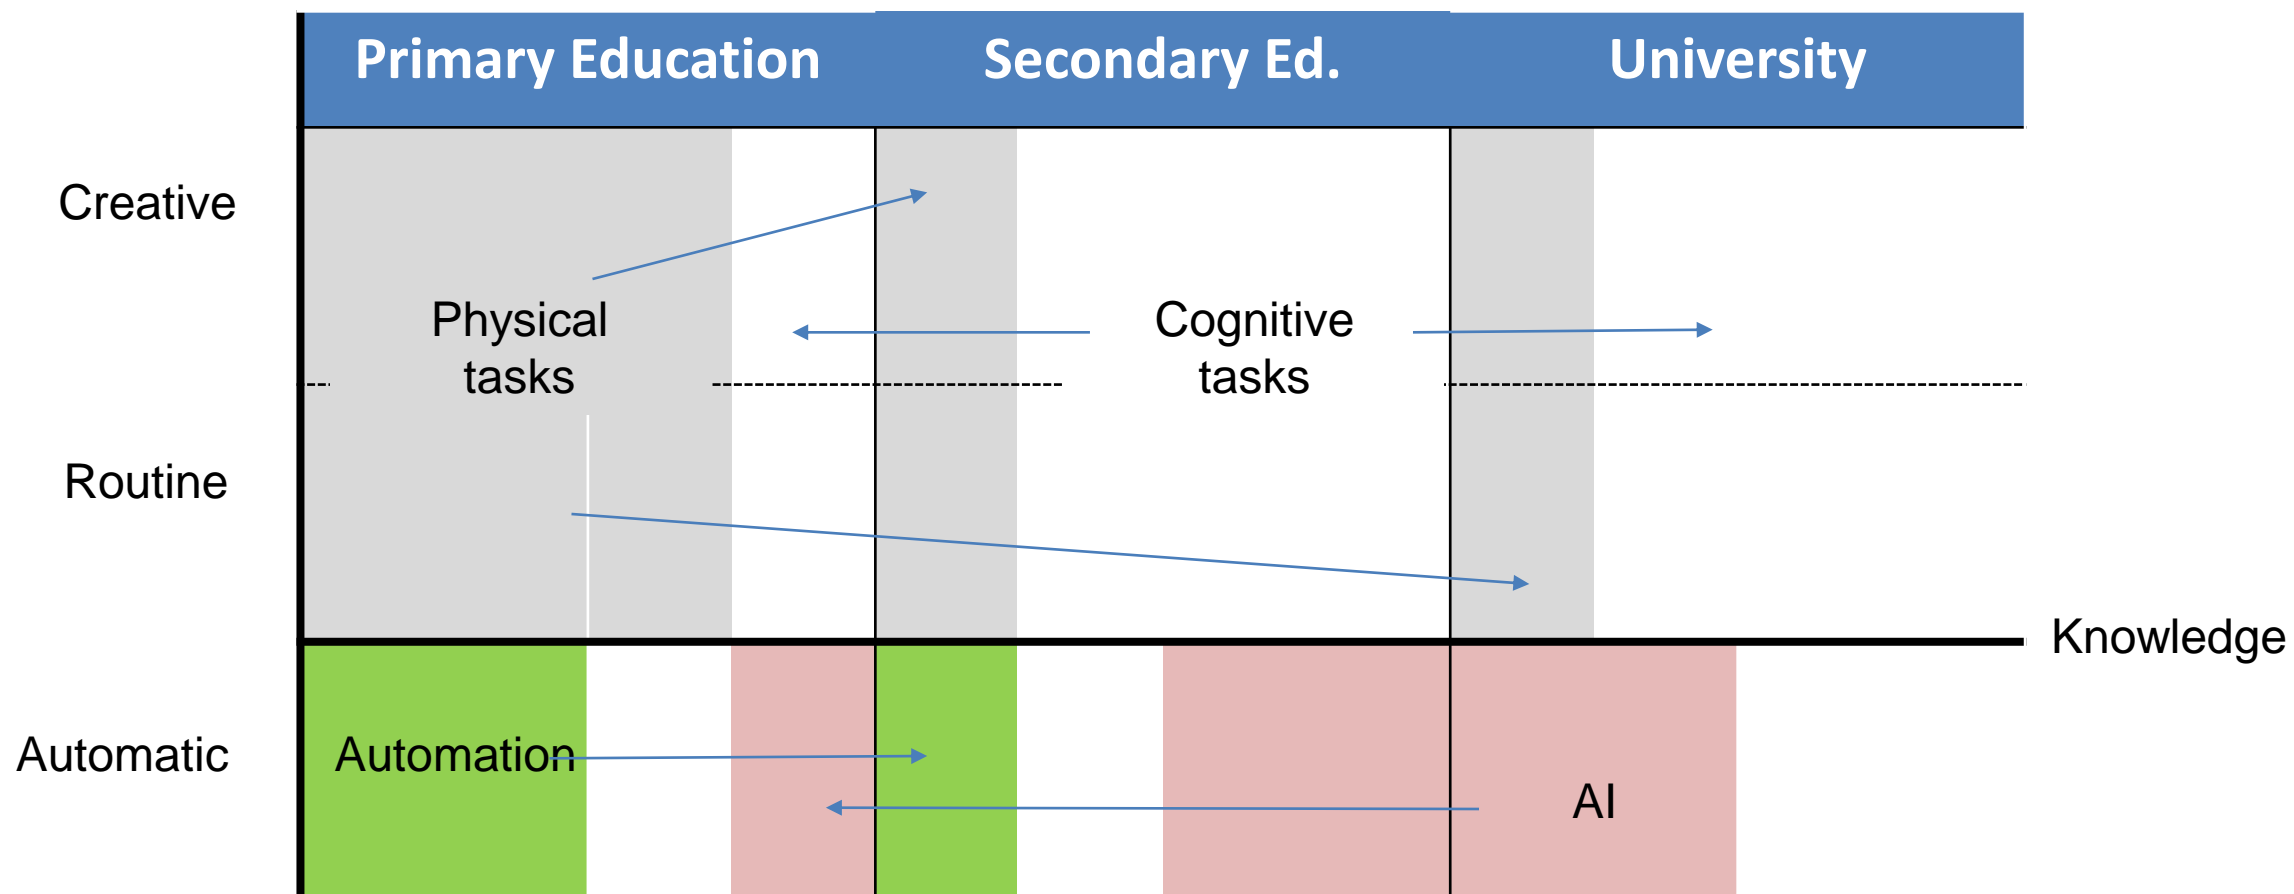 Primary Education
Secondary Ed.
University
Creative
Physical
tasks
Cognitive
tasks
Routine
Knowledge
Automatic
Automation
AI